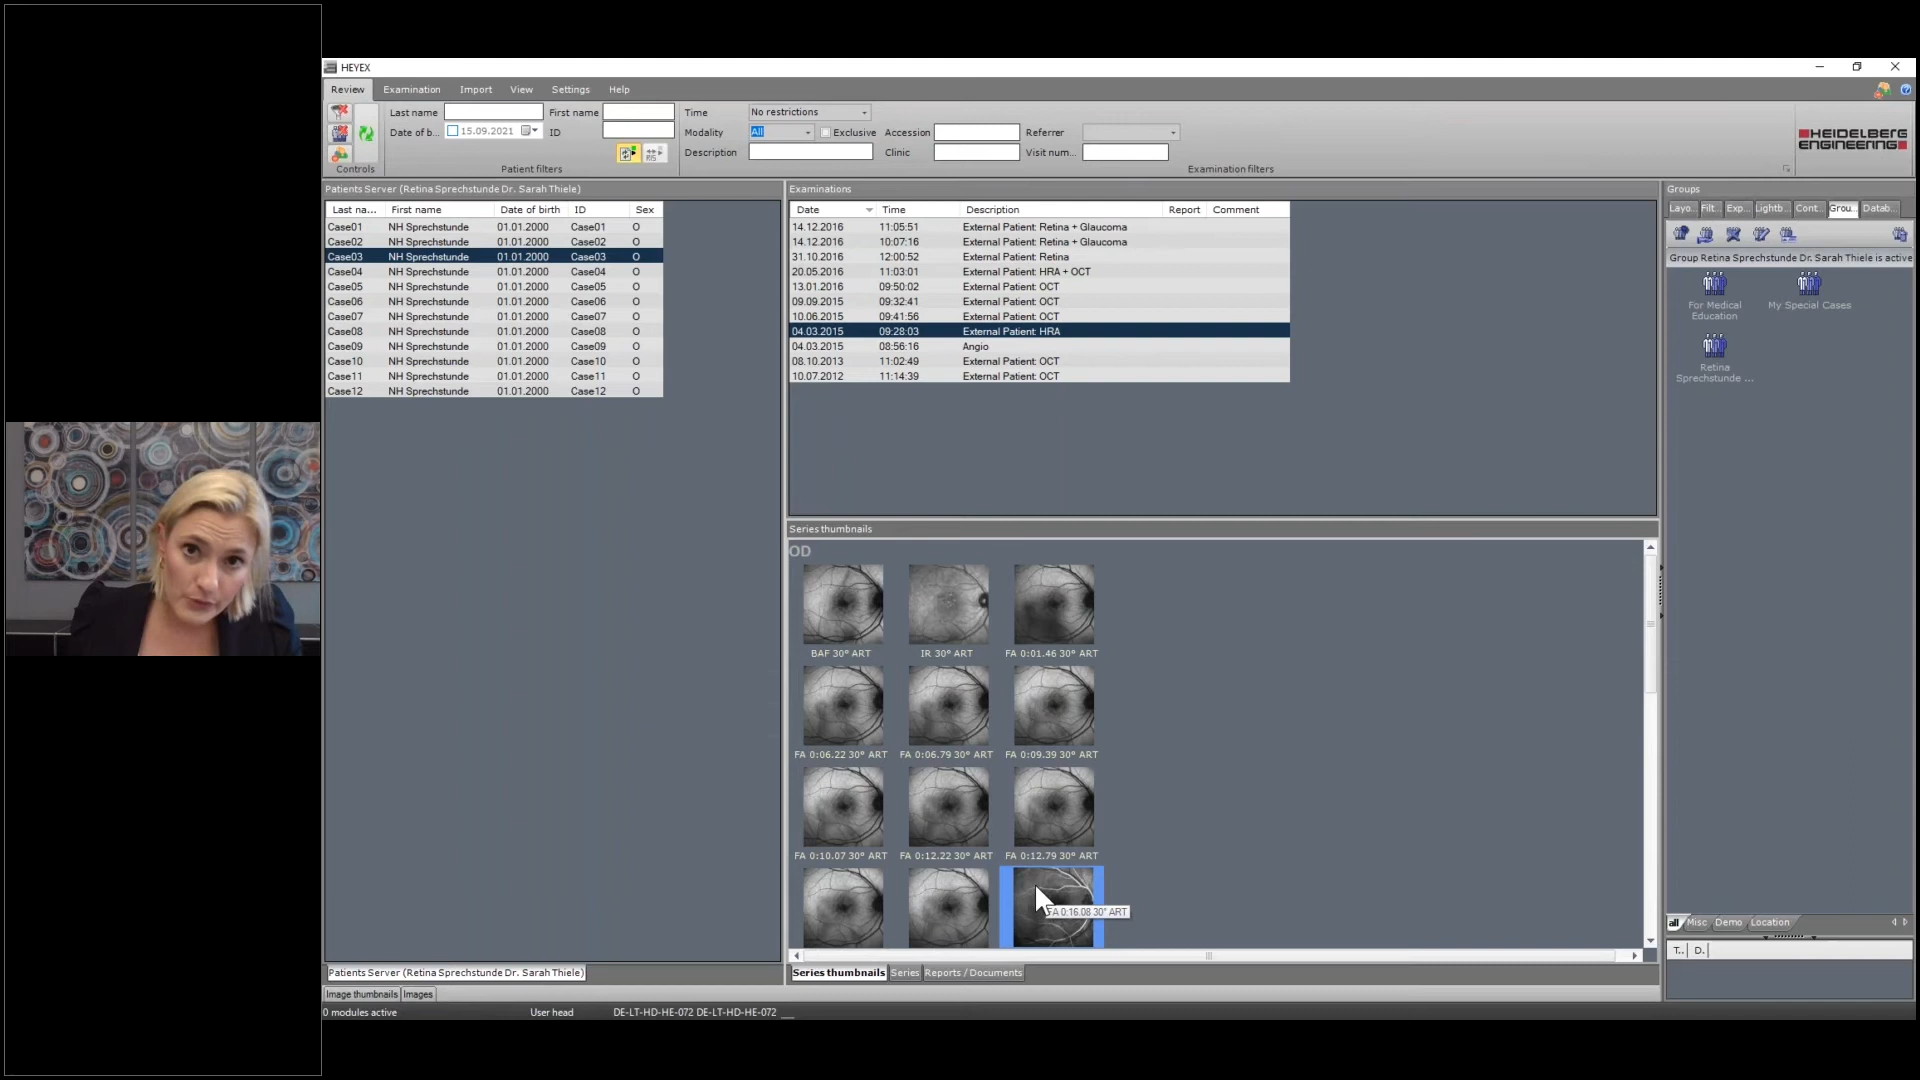 HEYEX
Review Examination Import View Settings Help
Last name First name Time No restrictions
Date of b... 15.09.2021 ID Modality All Exclusive Accession Referrer
RIS Description Clinic Visit num...
Controls Patient filters Examination filters
HEIDELBERG
ENGINEERING
Patients Server (Retina Sprechstunde Dr. Sarah Thiele)
Last na... First name Date of birth ID Sex
Case01 NH Sprechstunde 01.01.2000 Case01 O
Case02 NH Sprechstunde 01.01.2000 Case02 O
Case03 NH Sprechstunde 01.01.2000 Case03 O
Case04 NH Sprechstunde 01.01.2000 Case04 O
Case05 NH Sprechstunde 01.01.2000 Case05 O
Case06 NH Sprechstunde 01.01.2000 Case06 O
Case07 NH Sprechstunde 01.01.2000 Case07 O
Case08 NH Sprechstunde 01.01.2000 Case08 O
Case09 NH Sprechstunde 01.01.2000 Case09 O
Case10 NH Sprechstunde 01.01.2000 Case10 O
Case11 NH Sprechstunde 01.01.2000 Case11 O
Case12 NH Sprechstunde 01.01.2000 Case12 O
Examinations
Date Time Description Report Comment
14.12.2016 11:05:51 External Patient: Retina + Glaucoma
14.12.2016 10:07:16 External Patient: Retina + Glaucoma
31.10.2016 12:00:52 External Patient: Retina
20.05.2016 11:03:01 External Patient: HRA + OCT
13.01.2016 09:50:02 External Patient: OCT
09.09.2015 09:32:41 External Patient: OCT
10.06.2015 09:41:56 External Patient: OCT
04.03.2015 09:28:03 External Patient: HRA
04.03.2015 08:56:16 Angio
08.10.2013 11:02:49 External Patient: OCT
10.07.2012 11:14:39 External Patient: OCT
Series thumbnails
OD
BAF 30° ART IR 30° ART FA 0:01.46 30° ART
FA 0:06.22 30° ART FA 0:06.79 30° ART FA 0:09.39 30° ART
FA 0:10.07 30° ART FA 0:12.22 30° ART FA 0:12.79 30° ART
FA 0:16.08 30° ART
Series thumbnails Series Reports / Documents
Groups
Layo... Filt... Exp... Lightb... Cont... Grou... Datab...
Group Retina Sprechstunde Dr. Sarah Thiele is active
For Medical
Education
My Special Cases
Retina
Sprechstunde ...
all Misc Demo Location
T.. D.
Patients Server (Retina Sprechstunde Dr. Sarah Thiele)
Image thumbnails Images
0 modules active User head DE-LT-HD-HE-072 DE-LT-HD-HE-072